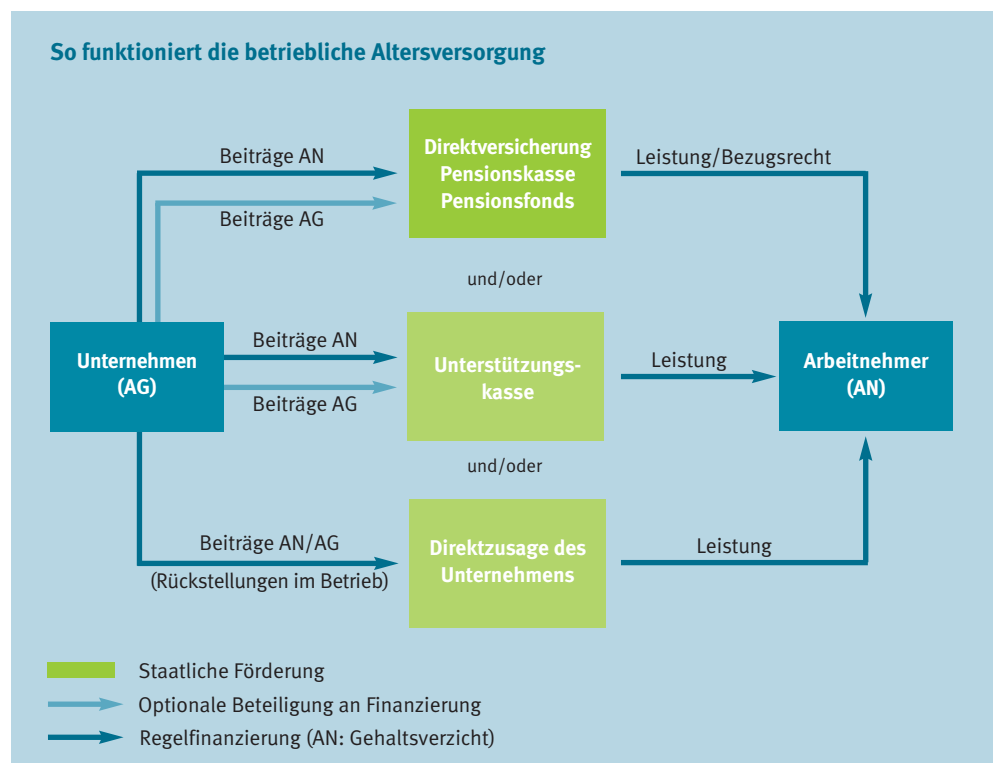 So funktioniert die betriebliche Altersversorgung
Beiträge AN
Beiträge AG
Direktversicherung
Pensionskasse
Pensionsfonds
Leistung/Bezugsrecht
und/oder
Unternehmen
(AG)
Beiträge AN
Beiträge AG
Unterstützungs-
kasse
Leistung
Arbeitnehmer
(AN)
und/oder
Beiträge AN/AG
(Rückstellungen im Betrieb)
Direktzusage des
Unternehmens
Leistung
Staatliche Förderung
Optionale Beteiligung an Finanzierung
Regelfinanzierung (AN: Gehaltsverzicht)